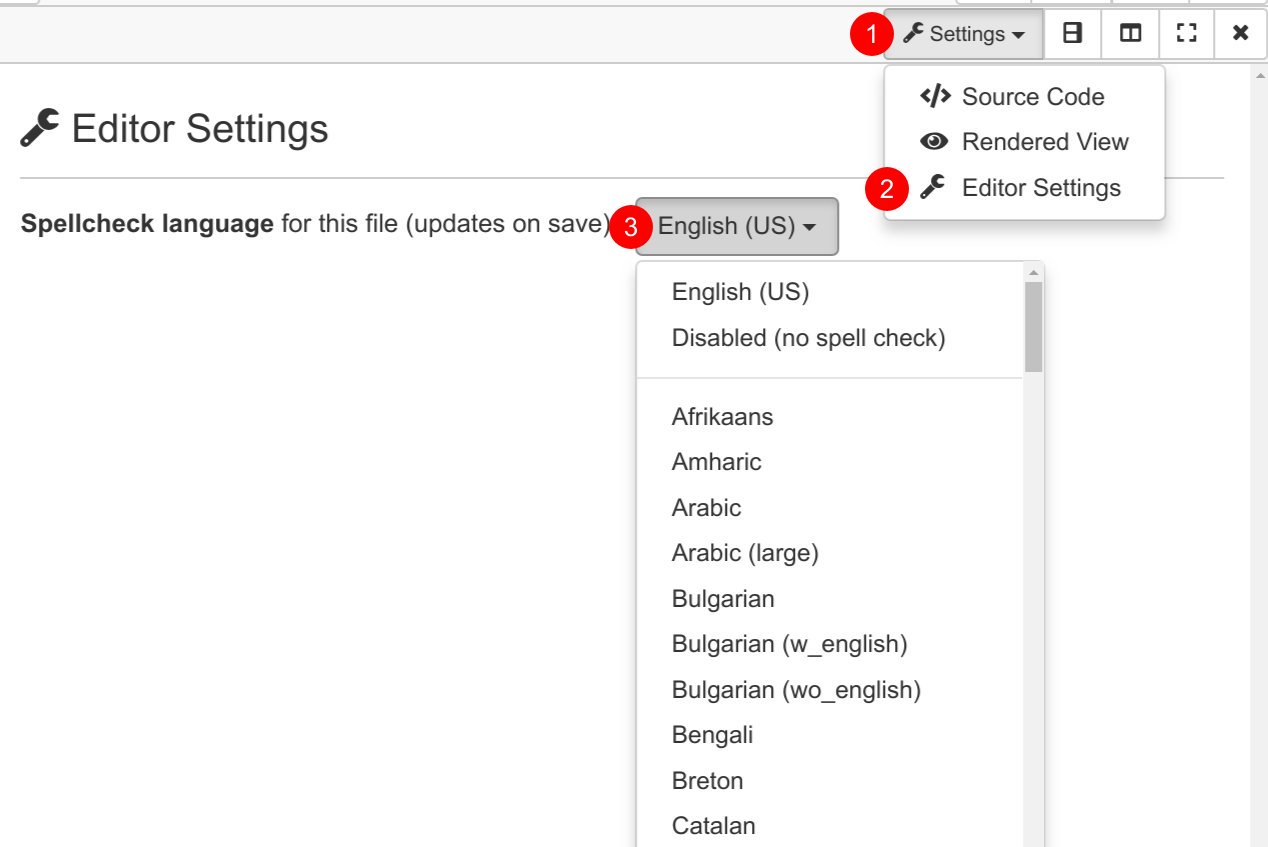 1 Settings
Source Code
Rendered View
2 Editor Settings
Editor Settings
Spellcheck language for this file (updates on save) 3 English (US)
English (US)
Disabled (no spell check)
Afrikaans
Amharic
Arabic
Arabic (large)
Bulgarian
Bulgarian (w_english)
Bulgarian (wo_english)
Bengali
Breton
Catalan